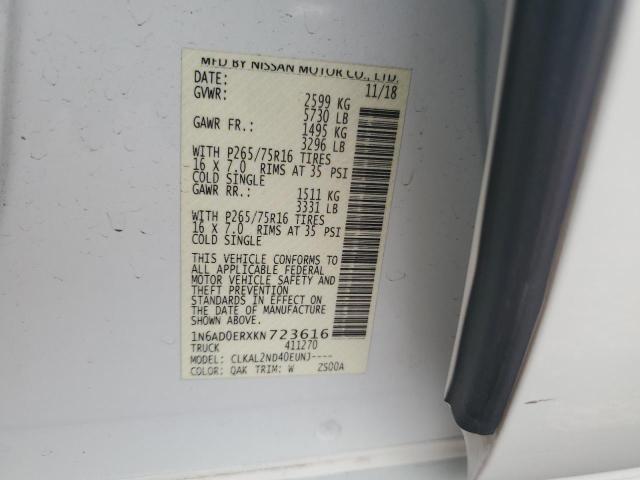 MFD BY NISSAN MOTOR CO., LTD.
DATE: 11/18
GVWR: 2599 KG
5730 LB
GAWR FR.: 1495 KG
3296 LB
WITH P265/75R16 TIRES
16 X 7.0 RIMS AT 35 PSI
COLD SINGLE
GAWR RR.: 1511 KG
3331 LB
WITH P265/75R16 TIRES
16 X 7.0 RIMS AT 35 PSI
COLD SINGLE
THIS VEHICLE CONFORMS TO
ALL APPLICABLE FEDERAL
MOTOR VEHICLE SAFETY AND
THEFT PREVENTION
STANDARDS IN EFFECT ON
THE DATE OF MANUFACTURE
SHOWN ABOVE.
1N6AD0ERXKN723616
TRUCK 411270
MODEL: CLKAL2ND40EUNJ----
COLOR: QAK TRIM: W ZS00A